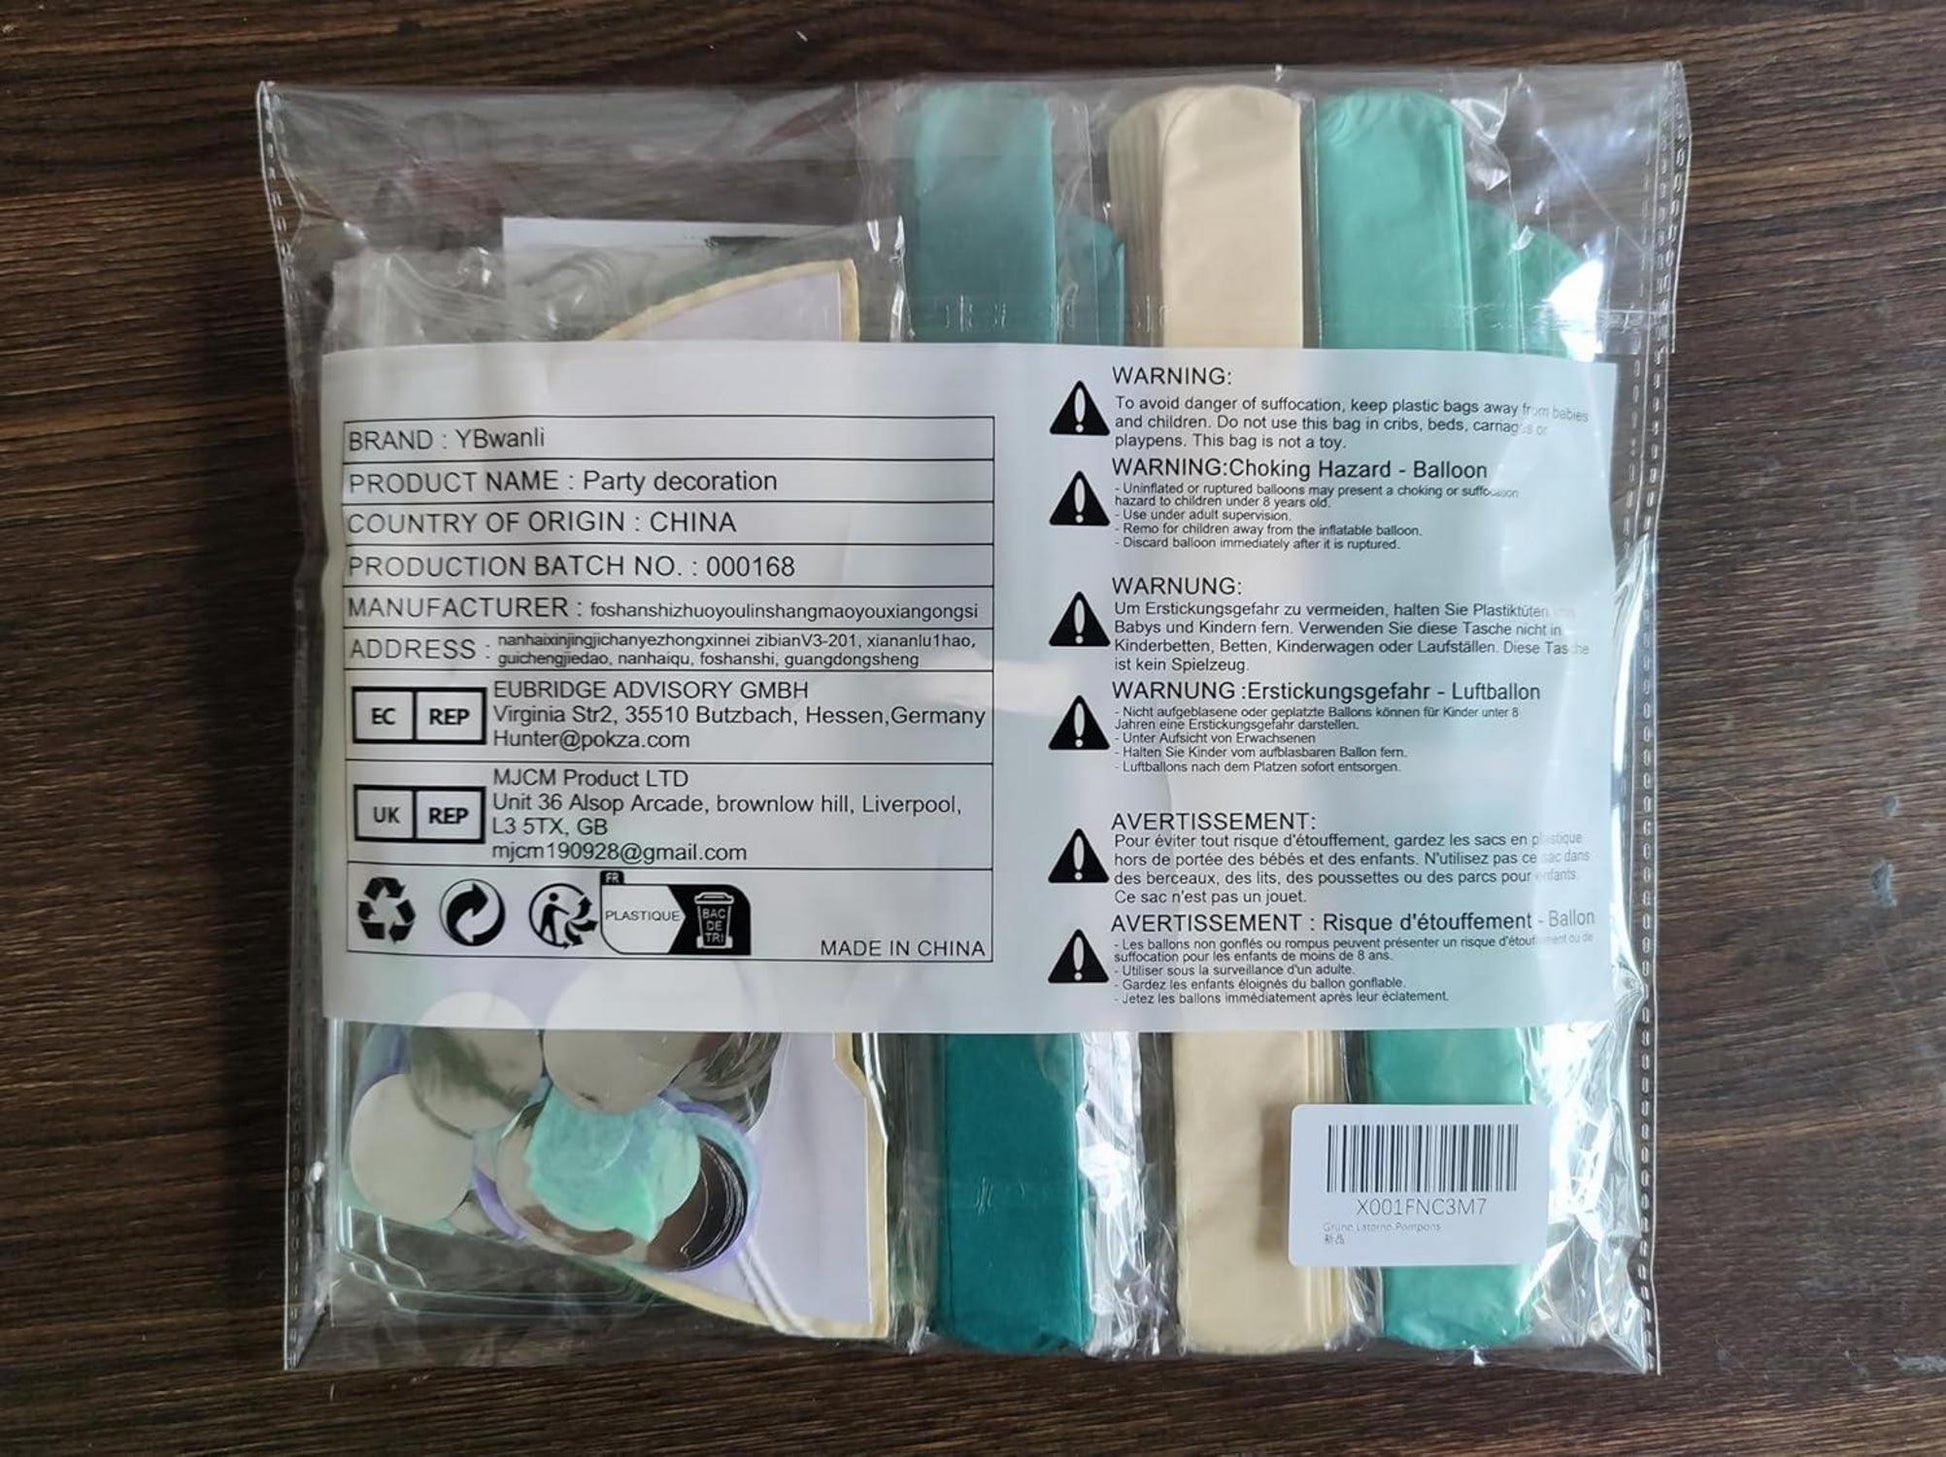 BRAND : YBwanli
PRODUCT NAME : Party decoration
COUNTRY OF ORIGIN : CHINA
PRODUCTION BATCH NO. : 000168
MANUFACTURER : foshanshizhuoyoulinshangmaoyouxiangongsi
ADDRESS : nanhaixinjingjichanyezhongxinnei zibianV3-201, xiananlu1hao,
guichengjiedao, nanhaiqu, foshanshi, guangdongsheng
EC REP
EUBRIDGE ADVISORY GMBH
Virginia Str2, 35510 Butzbach, Hessen,Germany
Hunter@pokza.com
UK REP
MJCM Product LTD
Unit 36 Alsop Arcade, brownlow hill, Liverpool,
L3 5TX, GB
mjcm190928@gmail.com
FR
PLASTIQUE
BAC
DE
TRI
MADE IN CHINA
WARNING:
To avoid danger of suffocation, keep plastic bags away from babies
and children. Do not use this bag in cribs, beds, or
playpens. This bag is not a toy.
WARNING:Choking Hazard - Balloon
- Uninflated or ruptured balloons may present a choking or suffocation
hazard to children under 8 years old.
- Use under adult supervision.
- Remo for children away from the inflatable balloon.
- Discard balloon immediately after it is ruptured.
WARNUNG:
Um Erstickungsgefahr zu vermeiden, halten Sie Plastiktüten
Babys und Kindern fern. Verwenden Sie diese Tasche nicht in
Kinderbetten, Betten, Kinderwagen oder Laufställen. Diese Tasche
ist kein Spielzeug.
WARNUNG :Erstickungsgefahr - Luftballon
- Nicht aufgeblasene oder geplatzte Ballons können für Kinder unter 8
Jahren eine Erstickungsgefahr darstellen.
- Unter Aufsicht von Erwachsenen
- Halten Sie Kinder vom aufblasbaren Ballon fern.
- Luftballons nach dem Platzen sofort entsorgen.
AVERTISSEMENT:
Pour éviter tout risque d'étouffement, gardez les sacs en plastique
hors de portée des bébés et des enfants. N'utilisez pas ce sac dans
des berceaux, des lits, des poussettes ou des parcs pour enfants.
Ce sac n'est pas un jouet.
AVERTISSEMENT : Risque d'étouffement - Ballon
- Les ballons non gonflés ou rompus peuvent présenter un risque d'étouffement ou de
suffocation pour les enfants de moins de 8 ans.
- Utiliser sous la surveillance d'un adulte.
- Gardez les enfants éloignés du ballon gonflable.
- Jetez les ballons immédiatement après leur éclatement.
X001FNC3M7
Grüne Laterne Pompons
新品